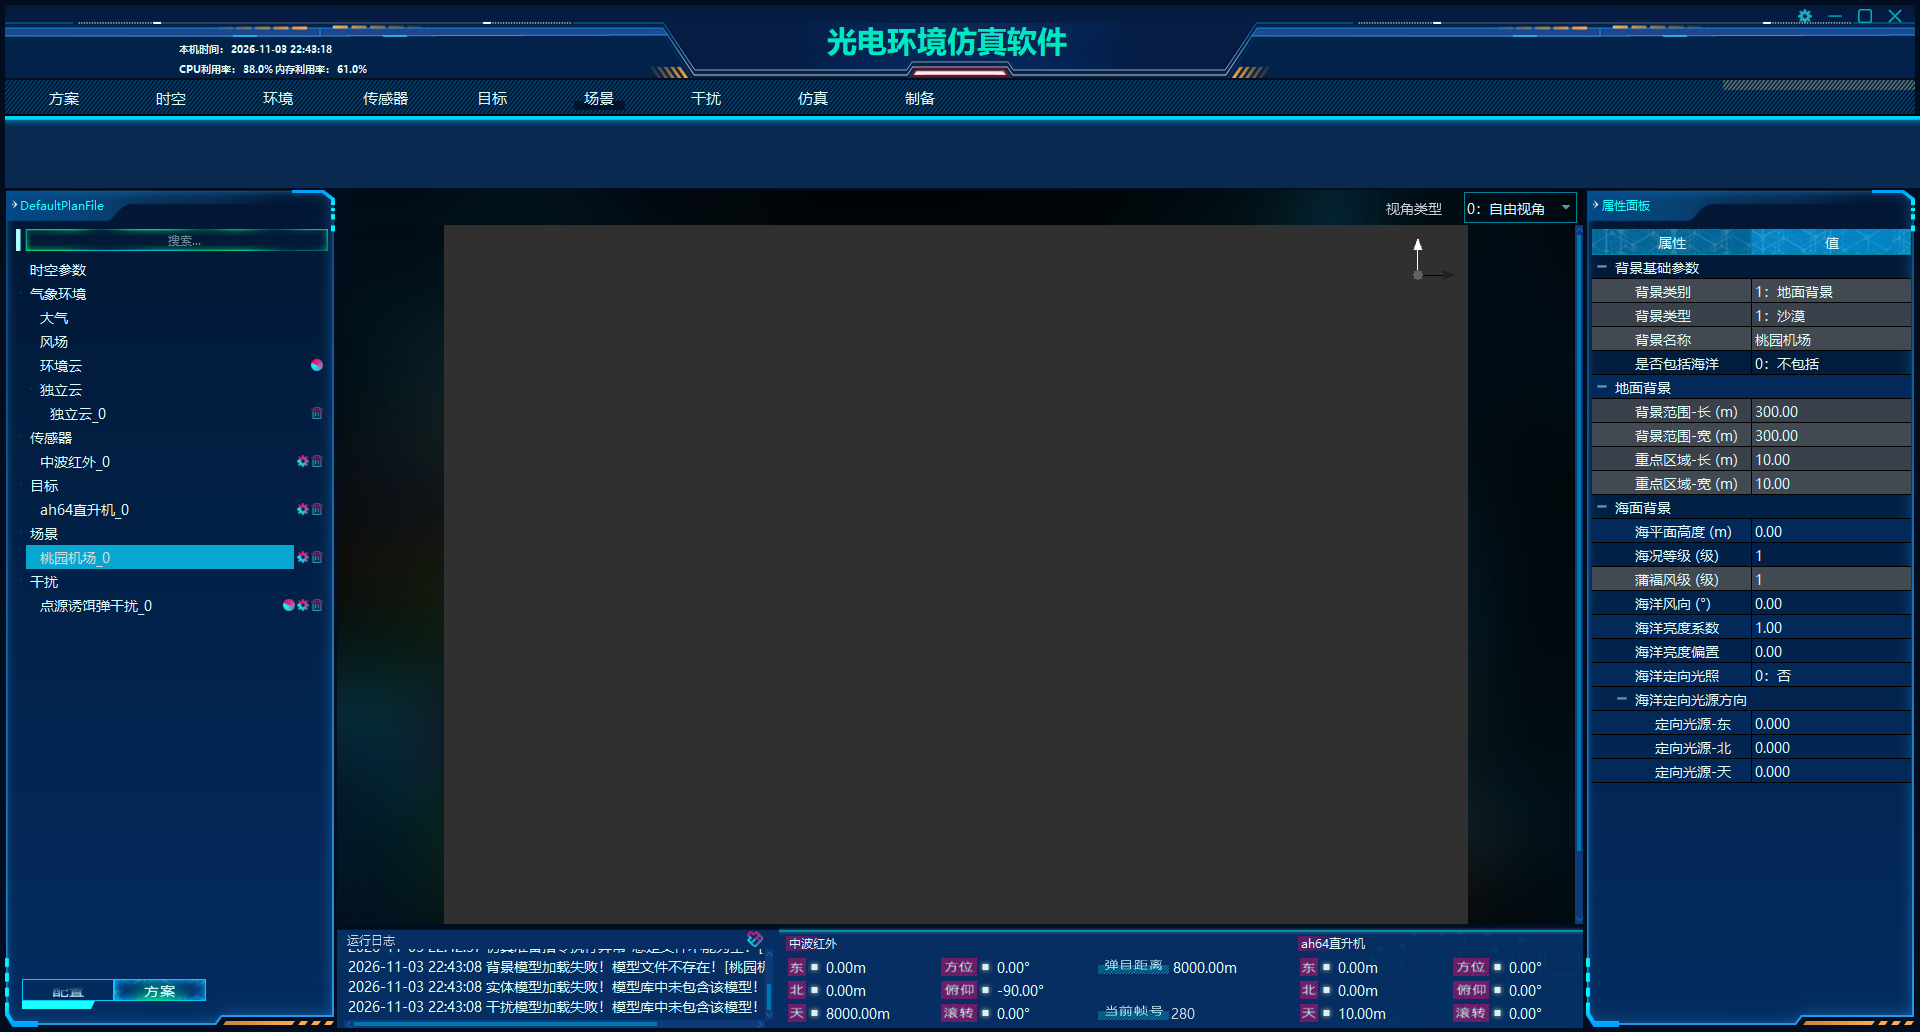 光电环境仿真软件
本机时间： 2026-11-03 22:43:18
CPU利用率： 38.0% 内存利用率： 61.0%
方案 时空 环境 传感器 目标 场景 干扰 仿真 制备
DefaultPlanFile
搜索...
时空参数
气象环境
大气
风场
环境云
独立云
独立云_0
传感器
中波红外_0
目标
ah64直升机_0
场景
桃园机场_0
干扰
点源诱饵弹干扰_0
配置 方案
视角类型 0：自由视角
运行日志
2026-11-03 22:43:08 背景模型加载失败！模型文件不存在！[桃园机
2026-11-03 22:43:08 实体模型加载失败！模型库中未包含该模型！
2026-11-03 22:43:08 干扰模型加载失败！模型库中未包含该模型！
中波红外
东 0.00m 方位 0.00° 弹目距离 8000.00m
北 0.00m 俯仰 -90.00°
天 8000.00m 滚转 0.00° 当前帧号 280
ah64直升机
东 0.00m 方位 0.00°
北 0.00m 俯仰 0.00°
天 10.00m 滚转 0.00°
属性面板
属性 值
背景基础参数
背景类别 1：地面背景
背景类型 1：沙漠
背景名称 桃园机场
是否包括海洋 0：不包括
地面背景
背景范围-长 (m) 300.00
背景范围-宽 (m) 300.00
重点区域-长 (m) 10.00
重点区域-宽 (m) 10.00
海面背景
海平面高度 (m) 0.00
海况等级 (级) 1
蒲福风级 (级) 1
海洋风向 (°) 0.00
海洋亮度系数 1.00
海洋亮度偏置 0.00
海洋定向光照 0：否
海洋定向光源方向
定向光源-东 0.000
定向光源-北 0.000
定向光源-天 0.000